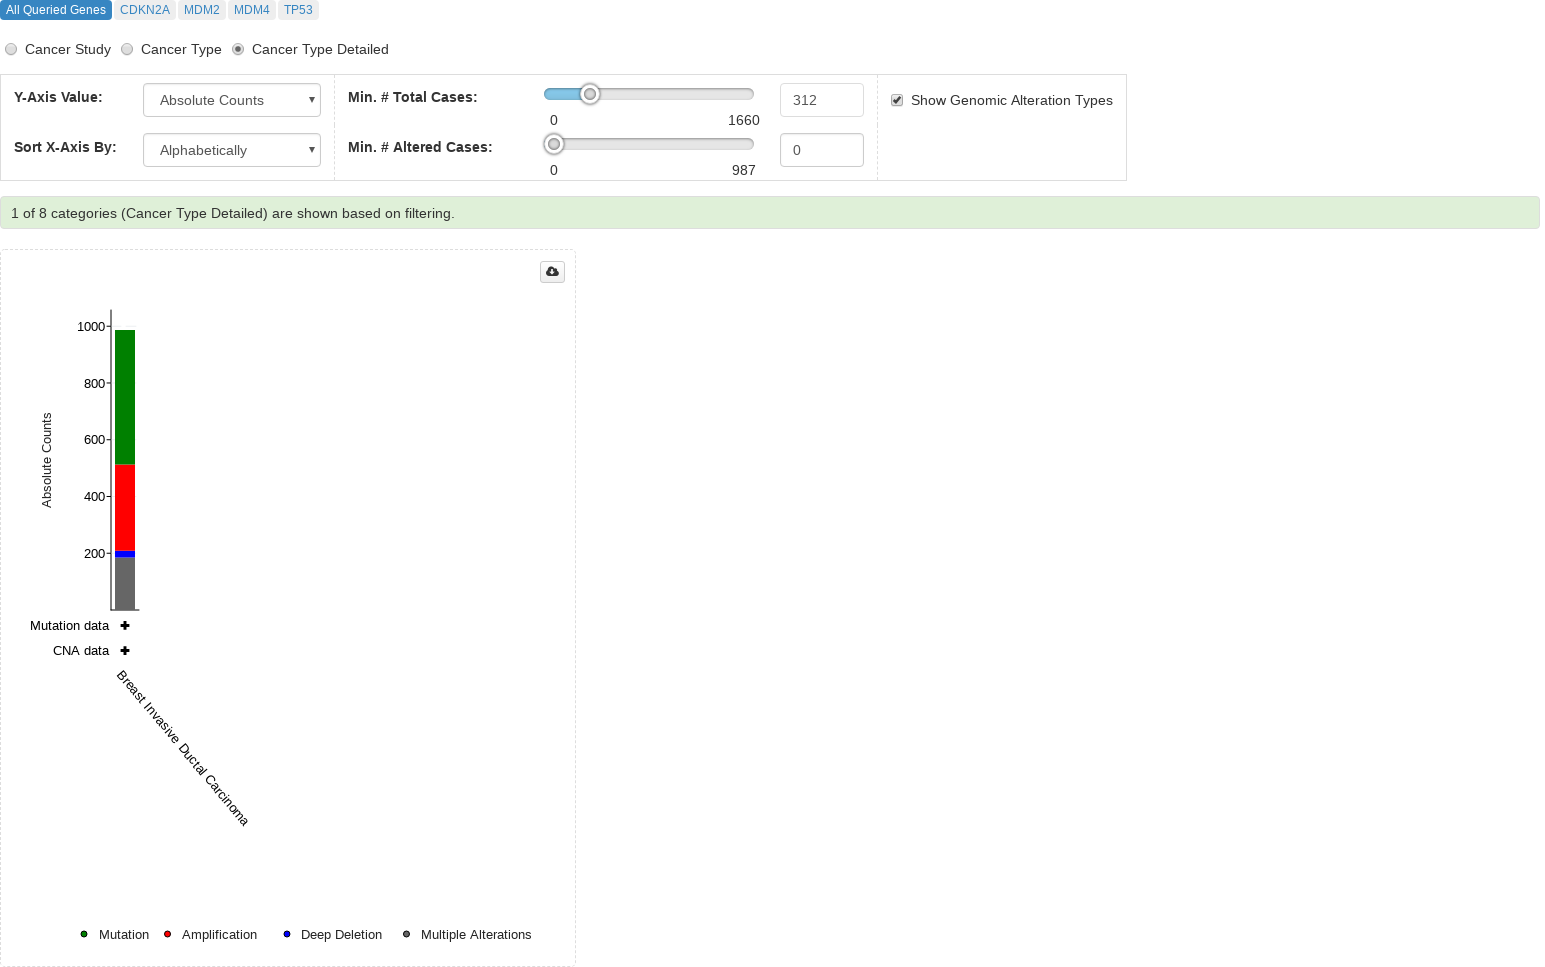 All Queried Genes CDKN2A MDM2 MDM4 TP53
Cancer Study Cancer Type Cancer Type Detailed
Y-Axis Value: Absolute Counts Min. # Total Cases: 312 Show Genomic Alteration Types
0 1660
Sort X-Axis By: Alphabetically Min. # Altered Cases: 0
0 987
1 of 8 categories (Cancer Type Detailed) are shown based on filtering.
1000
800
600
400
200
Absolute Counts
Mutation data
CNA data
Breast Invasive Ductal Carcinoma
Mutation Amplification Deep Deletion Multiple Alterations